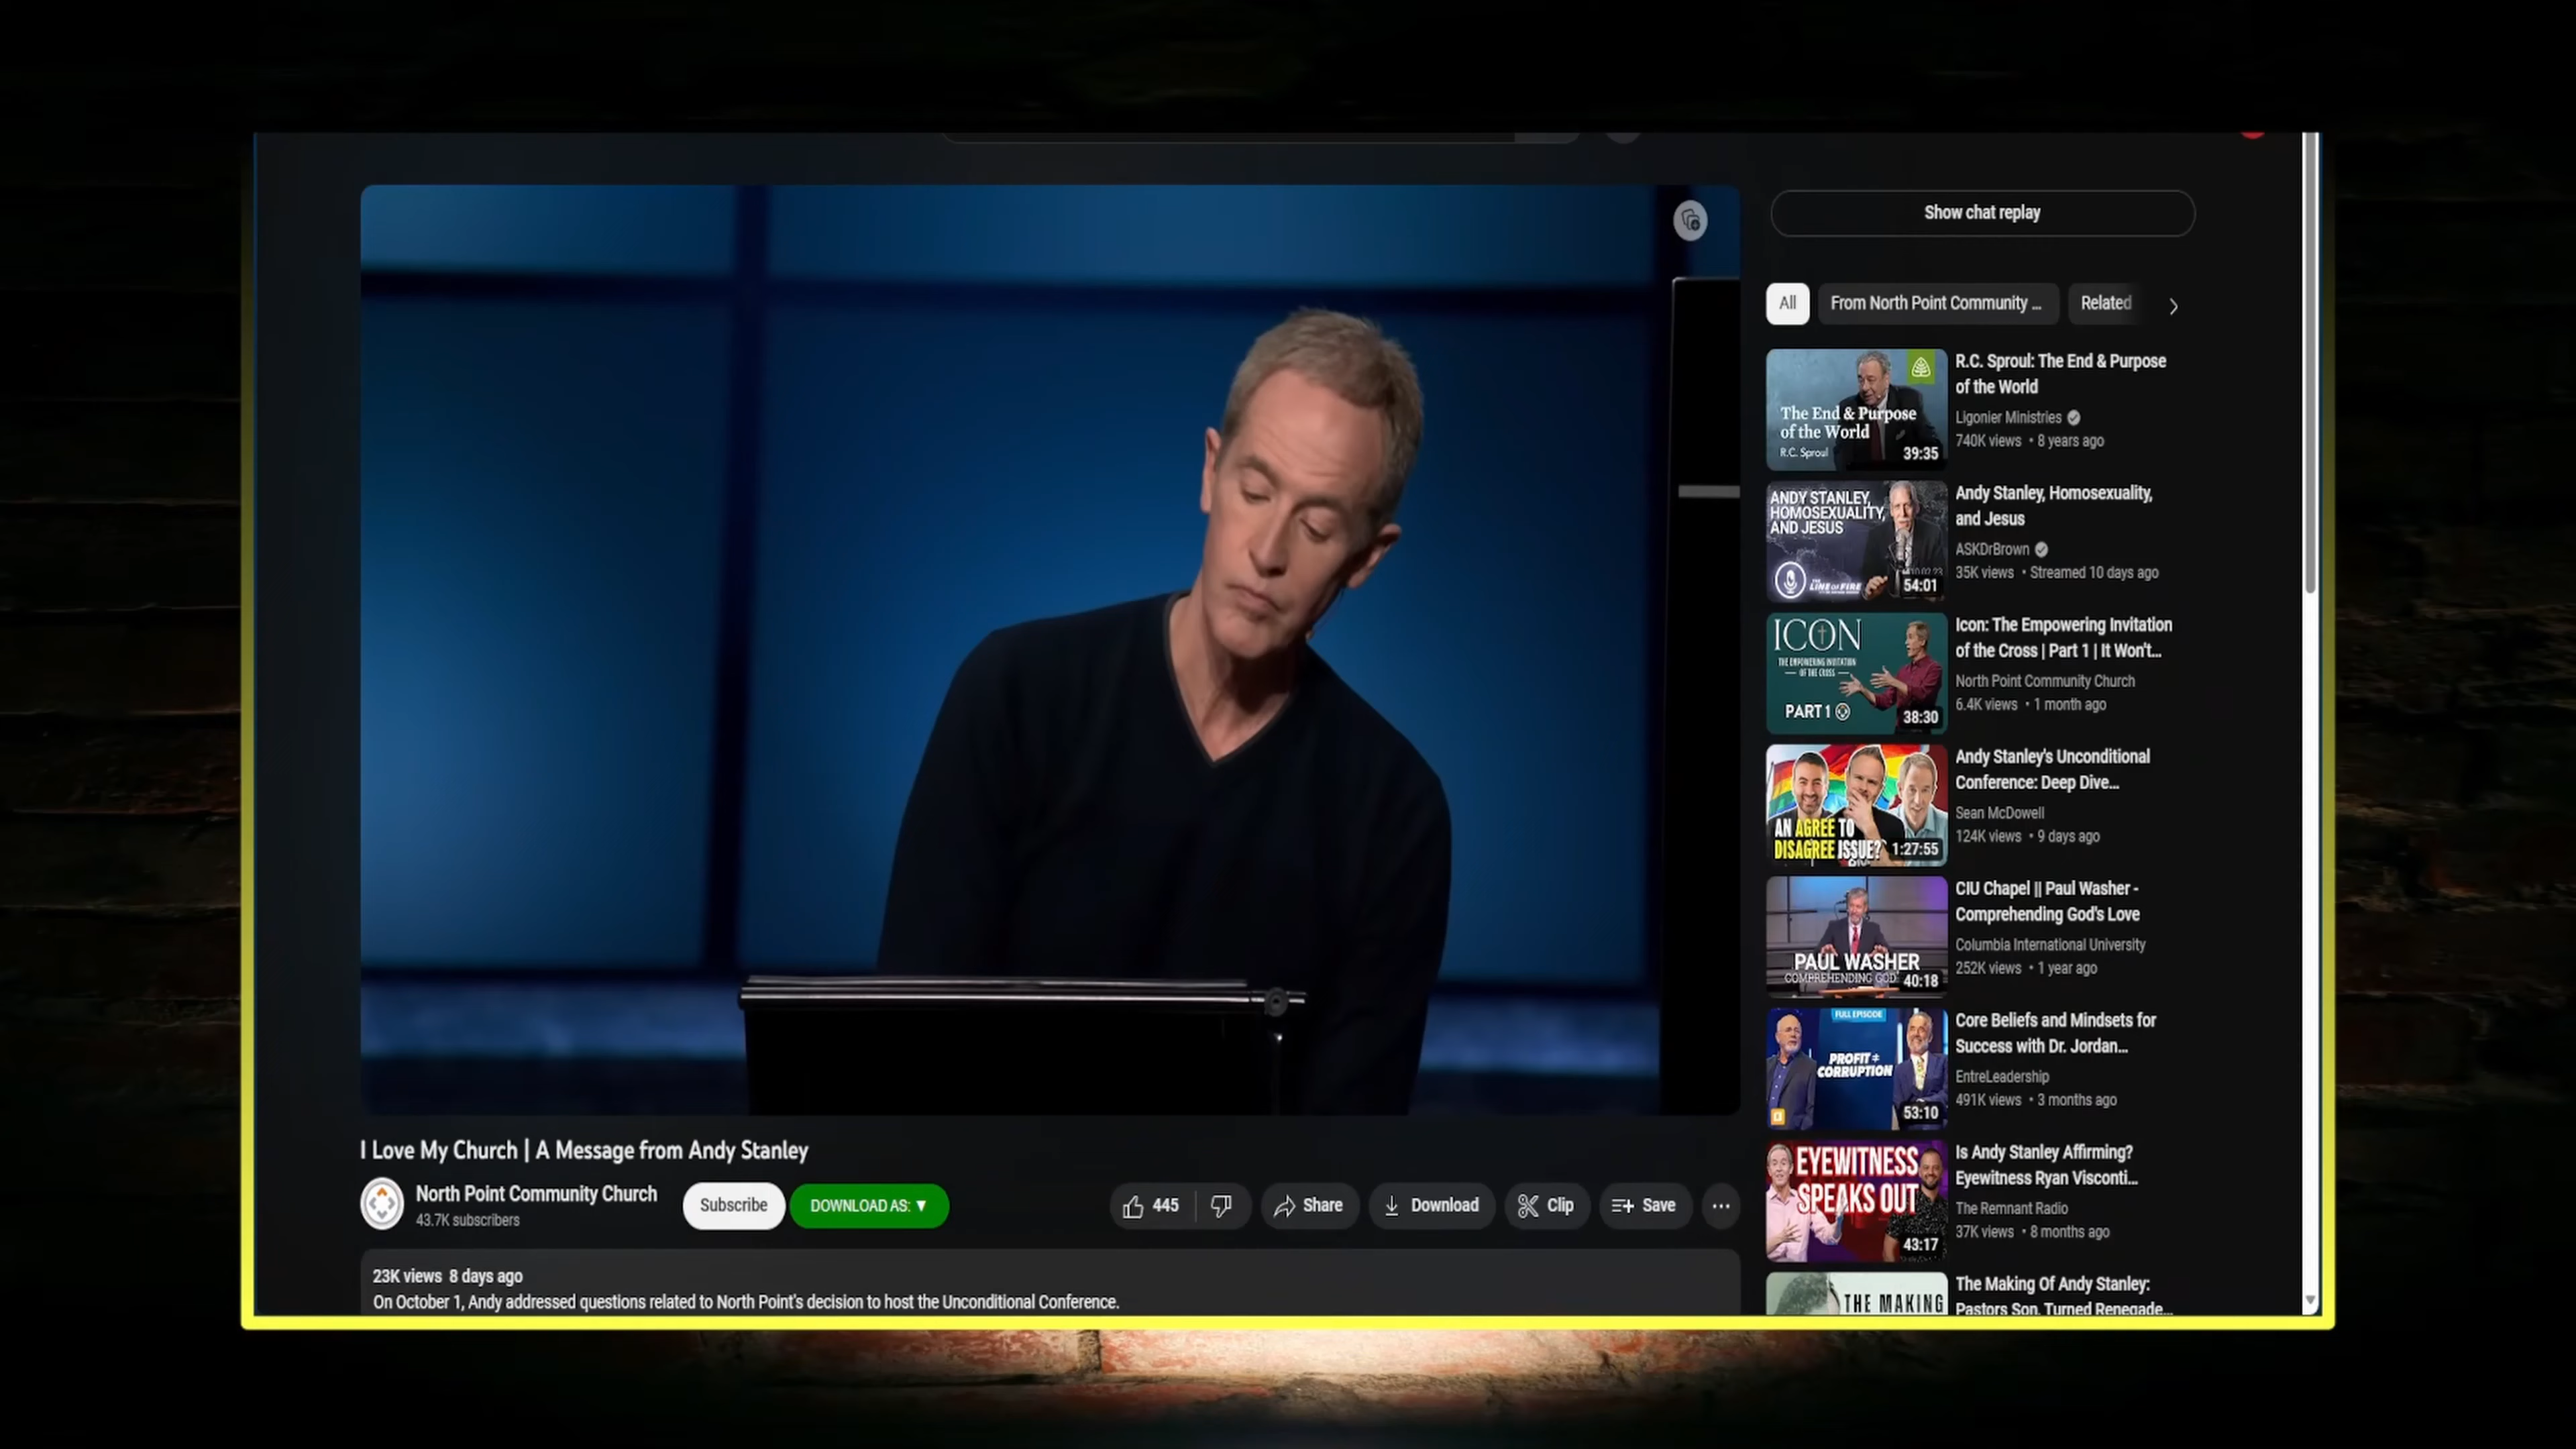 Show chat replay
All
From North Point Community ...
Related
The End & Purpose
of the World
R.C. Sproul
39:35
R.C. Sproul: The End & Purpose
of the World
Ligonier Ministries
740K views • 8 years ago
ANDY STANLEY,
HOMOSEXUALITY,
AND JESUS
LINE OF FIRE
54:01
Andy Stanley, Homosexuality,
and Jesus
ASKDrBrown
35K views • Streamed 10 days ago
ICON
THE EMPOWERING INVITATION
OF THE CROSS
PART 1
38:30
Icon: The Empowering Invitation
of the Cross | Part 1 | It Won't...
North Point Community Church
6.4K views • 1 month ago
AN AGREE TO
DISAGREE ISSUE?
1:27:55
Andy Stanley's Unconditional
Conference: Deep Dive...
Sean McDowell
124K views • 9 days ago
PAUL WASHER
COMPREHENDING GOD'
40:18
CIU Chapel || Paul Washer -
Comprehending God's Love
Columbia International University
252K views • 1 year ago
FULL EPISODE
PROFIT ≠
CORRUPTION
53:10
Core Beliefs and Mindsets for
Success with Dr. Jordan...
EntreLeadership
491K views • 3 months ago
EYEWITNESS
SPEAKS OUT
43:17
Is Andy Stanley Affirming?
Eyewitness Ryan Visconti...
The Remnant Radio
37K views • 8 months ago
THE MAKING
The Making Of Andy Stanley:
Pastors Son, Turned Renegade...
I Love My Church | A Message from Andy Stanley
North Point Community Church
43.7K subscribers
Subscribe
DOWNLOAD AS: ▼
445
Share
Download
Clip
Save
23K views 8 days ago
On October 1, Andy addressed questions related to North Point's decision to host the Unconditional Conference.